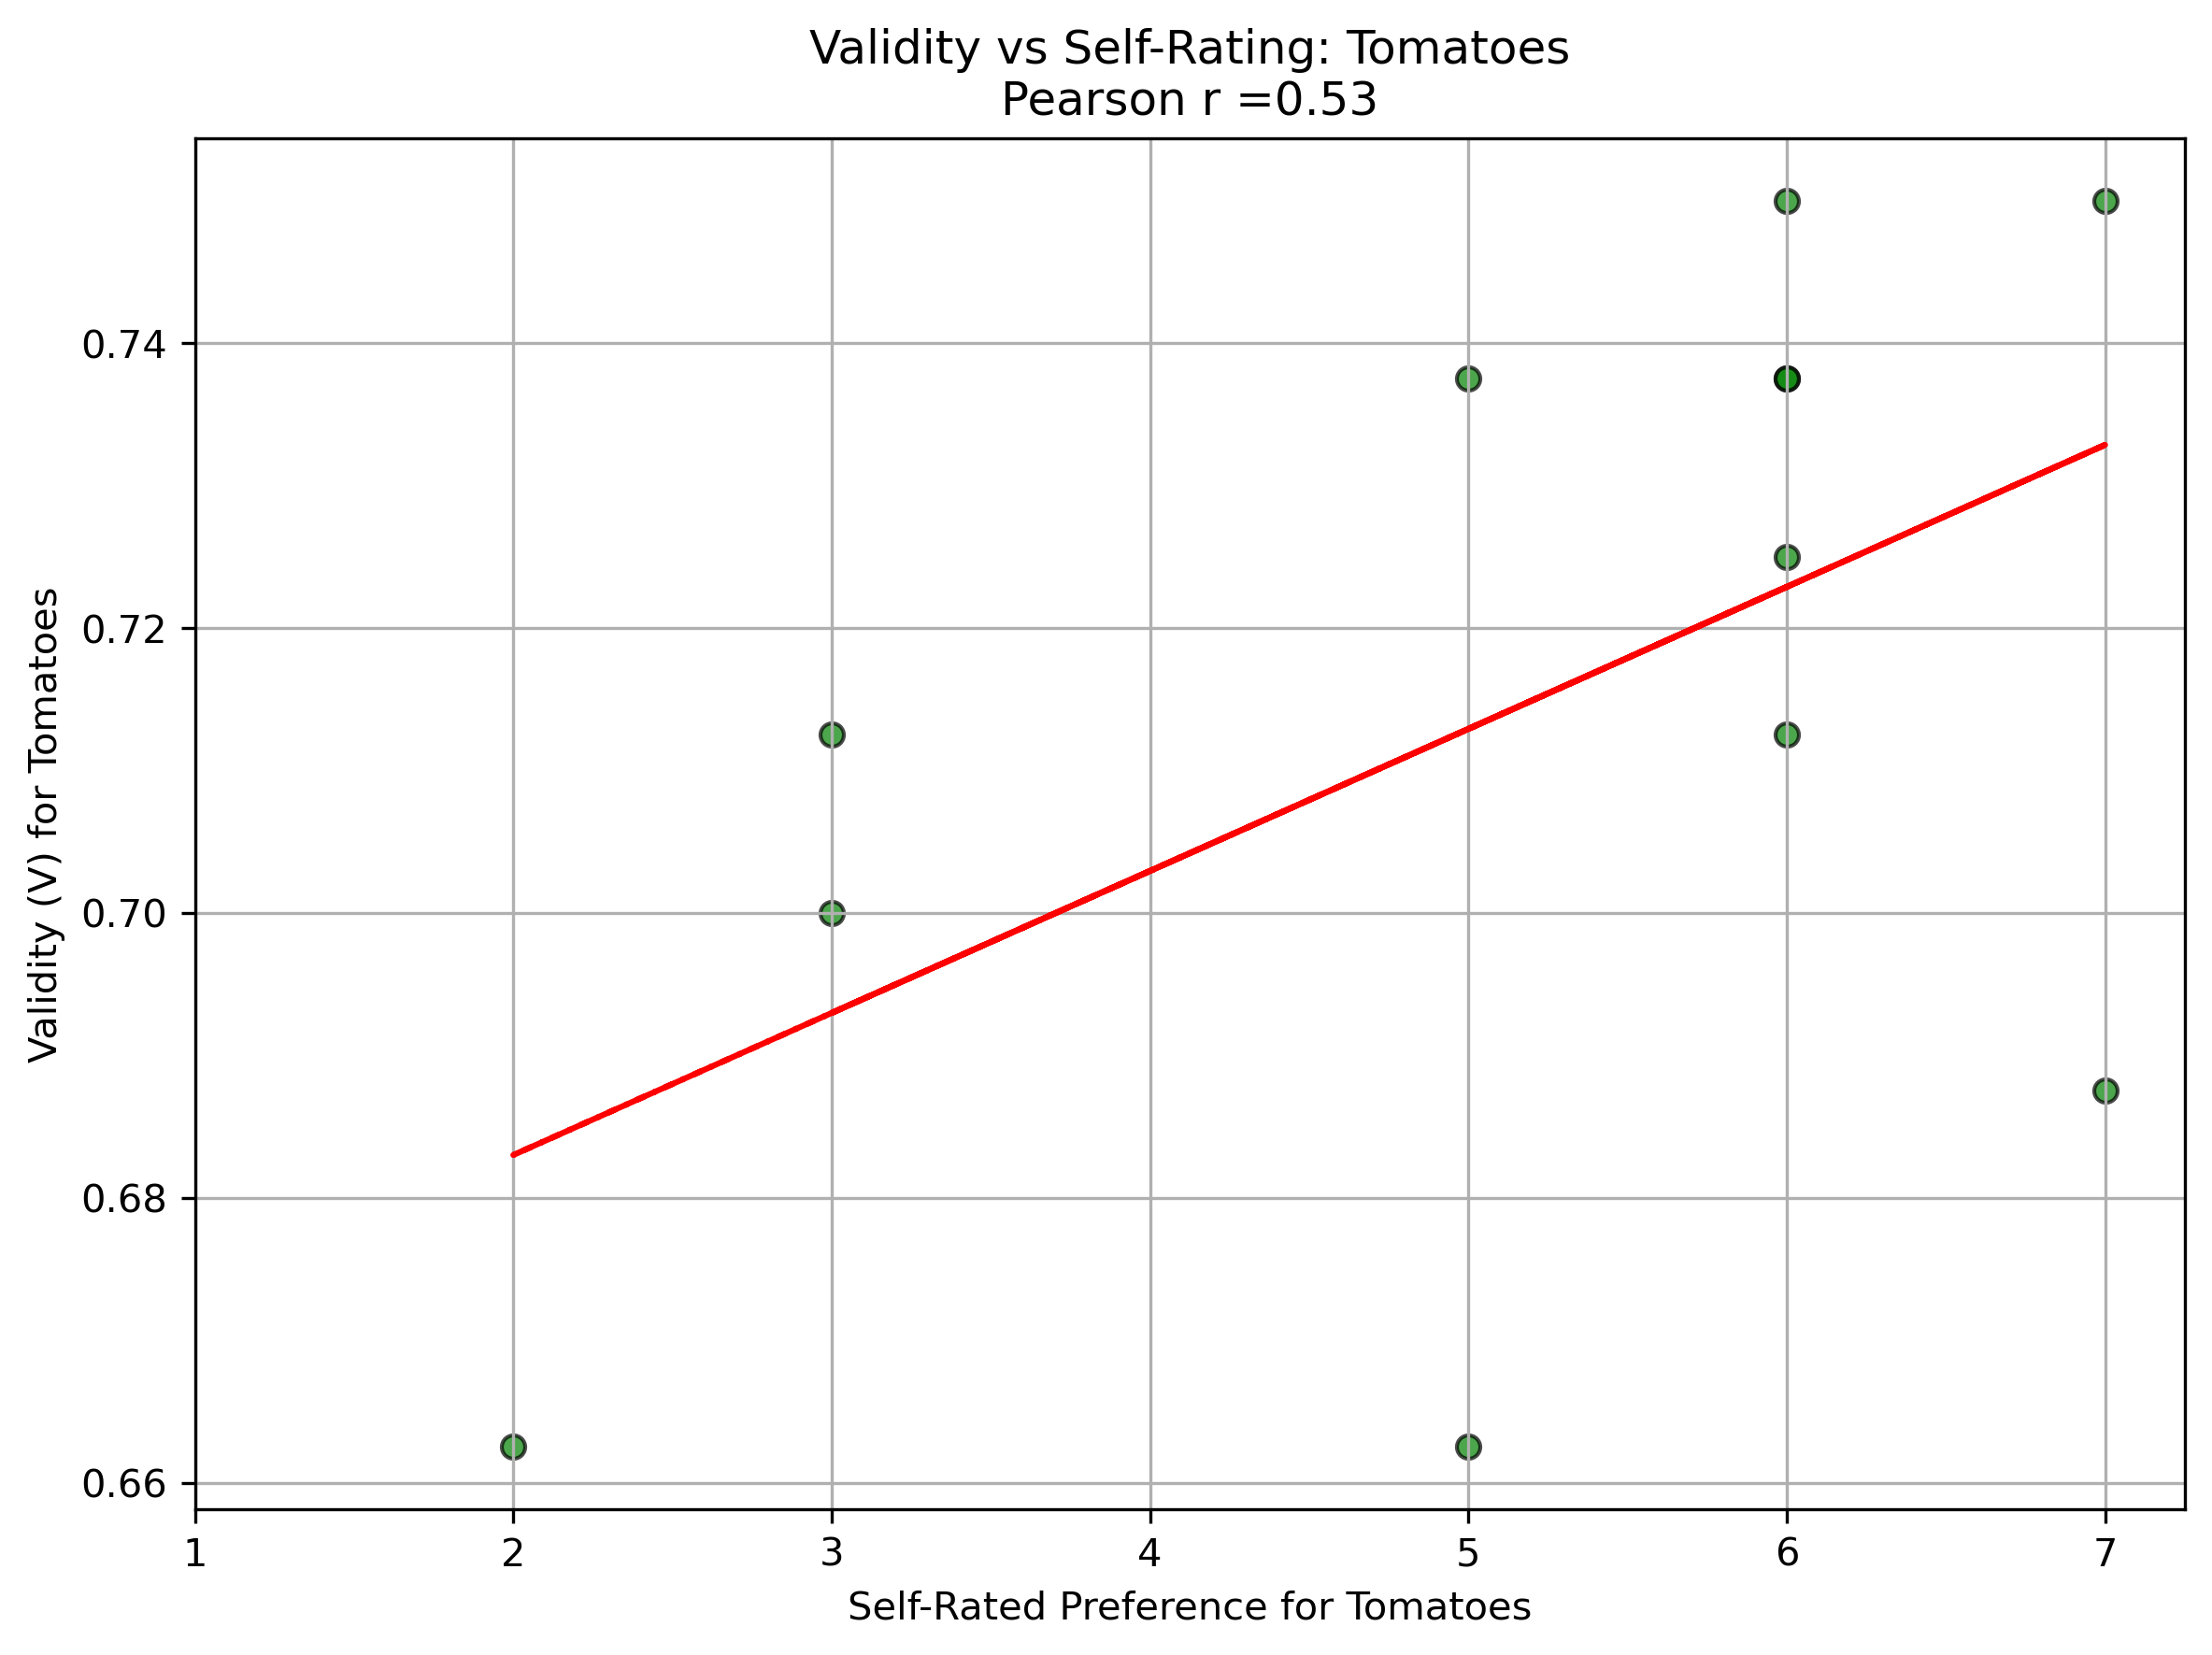 Validity vs Self-Rating: Tomatoes
Pearson r =0.53
Validity (V) for Tomatoes
0.74
0.72
0.70
0.68
0.66
1 2 3 4 5 6 7
Self-Rated Preference for Tomatoes